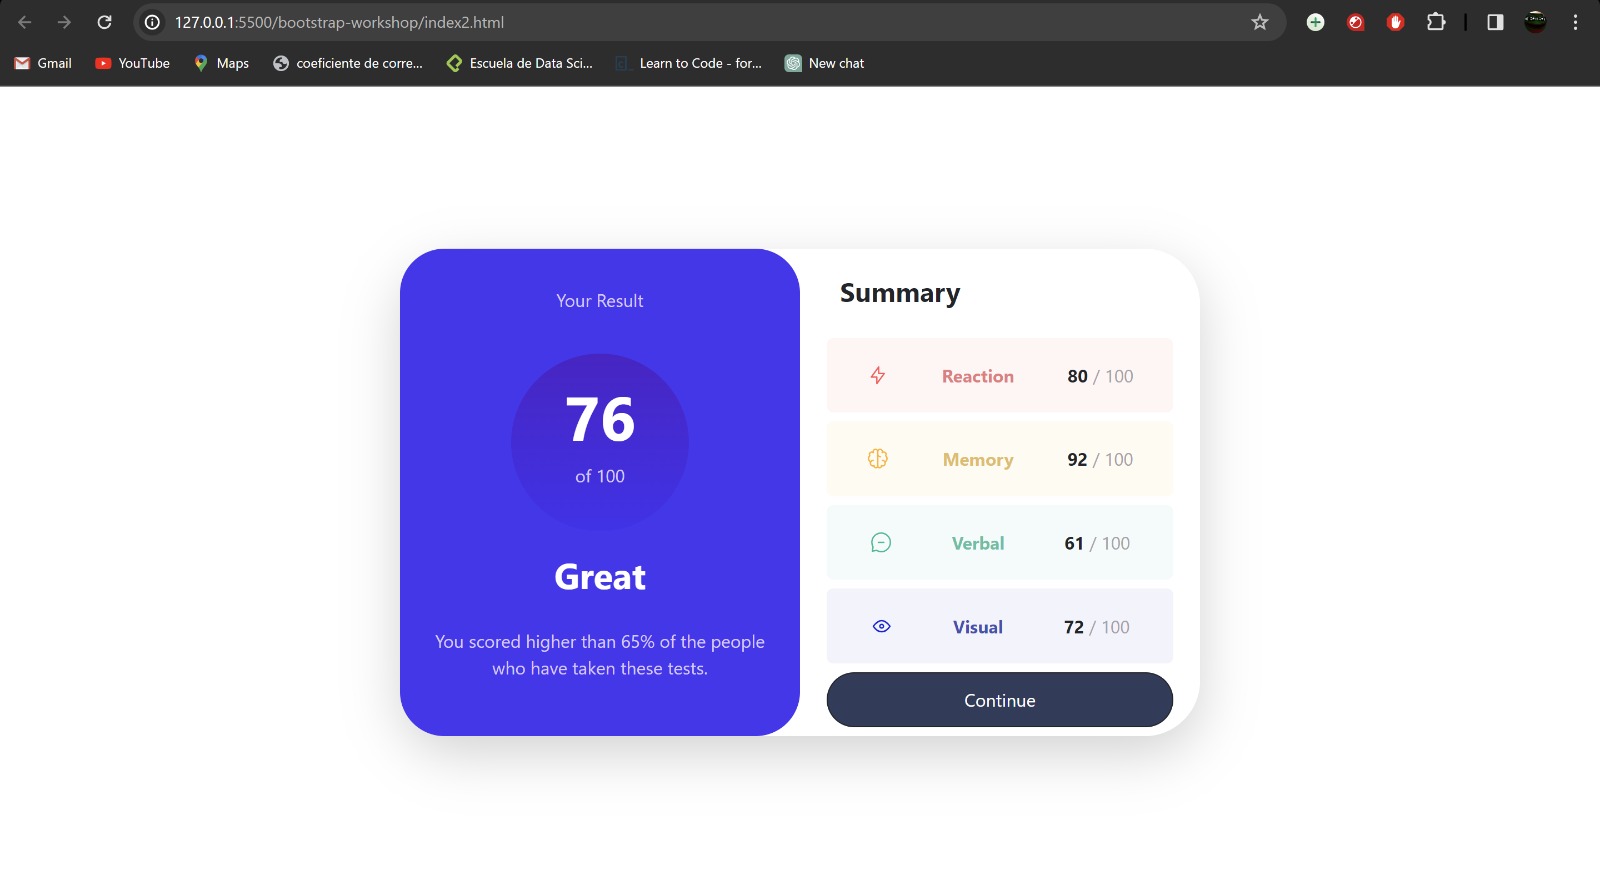 127.0.0.1:5500/bootstrap-workshop/index2.html
Gmail YouTube Maps coeficiente de corre... Escuela de Data Sci... Learn to Code - for... New chat
Your Result
76
of 100
Great
You scored higher than 65% of the people
who have taken these tests.
Summary
Reaction 80 / 100
Memory 92 / 100
Verbal 61 / 100
Visual 72 / 100
Continue